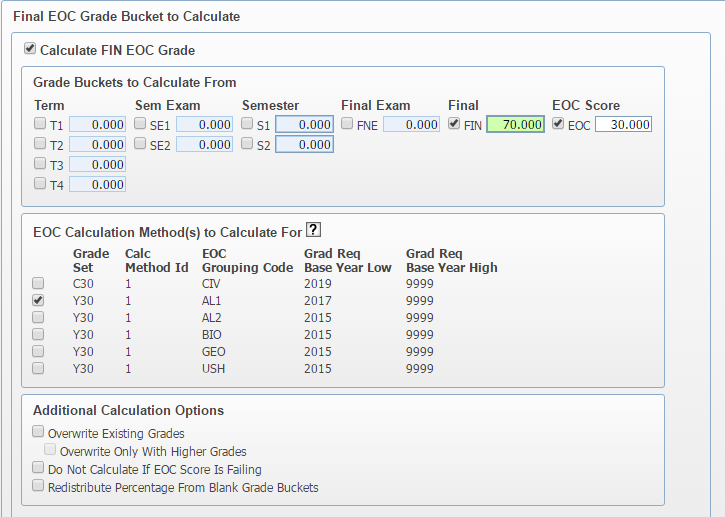 Final EOC Grade Bucket to Calculate
Calculate FIN EOC Grade
Grade Buckets to Calculate From
Term Sem Exam Semester Final Exam Final EOC Score
T1 0.000 SE1 0.000 S1 0.000 FNE 0.000 FIN 70.000 EOC 30.000
T2 0.000 SE2 0.000 S2 0.000
T3 0.000
T4 0.000
EOC Calculation Method(s) to Calculate For ?
Grade Calc EOC Grad Req Grad Req
Set Method Id Grouping Code Base Year Low Base Year High
C30 1 CIV 2019 9999
Y30 1 AL1 2017 9999
Y30 1 AL2 2015 9999
Y30 1 BIO 2015 9999
Y30 1 GEO 2015 9999
Y30 1 USH 2015 9999
Additional Calculation Options
Overwrite Existing Grades
Overwrite Only With Higher Grades
Do Not Calculate If EOC Score Is Failing
Redistribute Percentage From Blank Grade Buckets